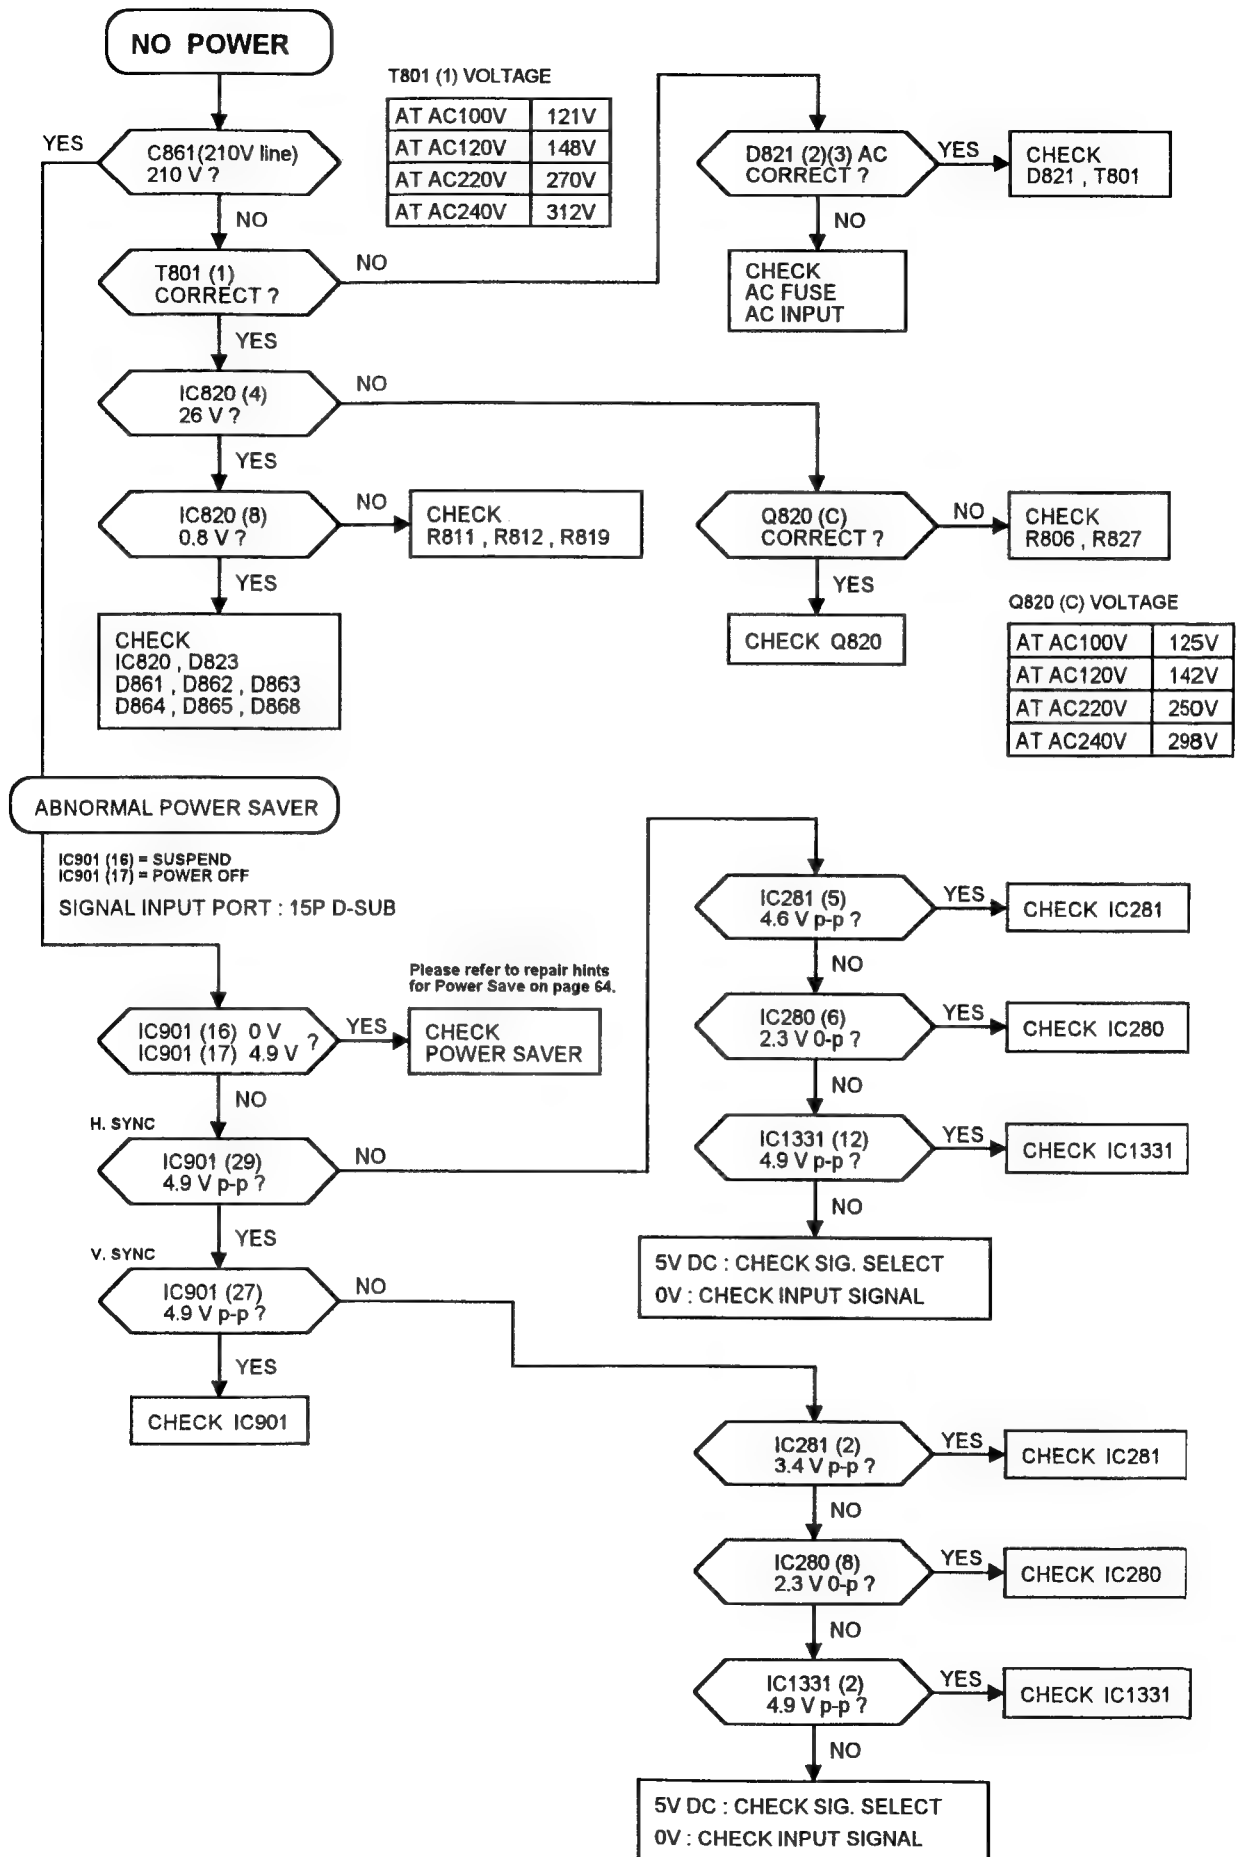 NO POWER
T801 (1) VOLTAGE
AT AC100V 121V
AT AC120V 148V
AT AC220V 270V
AT AC240V 312V
YES
C861(210V line)
210 V ?
NO
T801 (1)
CORRECT ?
NO
D821 (2)(3) AC
CORRECT ?
YES
CHECK
D821 , T801
NO
CHECK
AC FUSE
AC INPUT
YES
IC820 (4)
26 V ?
NO
YES
IC820 (8)
0.8 V ?
NO
CHECK
R811 , R812 , R819
Q820 (C)
CORRECT ?
NO
CHECK
R806 , R827
YES
CHECK Q820
YES
CHECK
IC820 , D823
D861 , D862 , D863
D864 , D865 , D868
Q820 (C) VOLTAGE
AT AC100V 125V
AT AC120V 142V
AT AC220V 250V
AT AC240V 298V
ABNORMAL POWER SAVER
IC901 (16) = SUSPEND
IC901 (17) = POWER OFF
SIGNAL INPUT PORT : 15P D-SUB
Please refer to repair hints
for Power Save on page 64.
IC901 (16) 0 V
IC901 (17) 4.9 V ?
YES
CHECK
POWER SAVER
NO
H. SYNC
IC901 (29)
4.9 V p-p ?
NO
YES
V. SYNC
IC901 (27)
4.9 V p-p ?
NO
YES
CHECK IC901
IC281 (5)
4.6 V p-p ?
YES
CHECK IC281
NO
IC280 (6)
2.3 V 0-p ?
YES
CHECK IC280
NO
IC1331 (12)
4.9 V p-p ?
YES
CHECK IC1331
NO
5V DC : CHECK SIG. SELECT
0V : CHECK INPUT SIGNAL
IC281 (2)
3.4 V p-p ?
YES
CHECK IC281
NO
IC280 (8)
2.3 V 0-p ?
YES
CHECK IC280
NO
IC1331 (2)
4.9 V p-p ?
YES
CHECK IC1331
NO
5V DC : CHECK SIG. SELECT
0V : CHECK INPUT SIGNAL